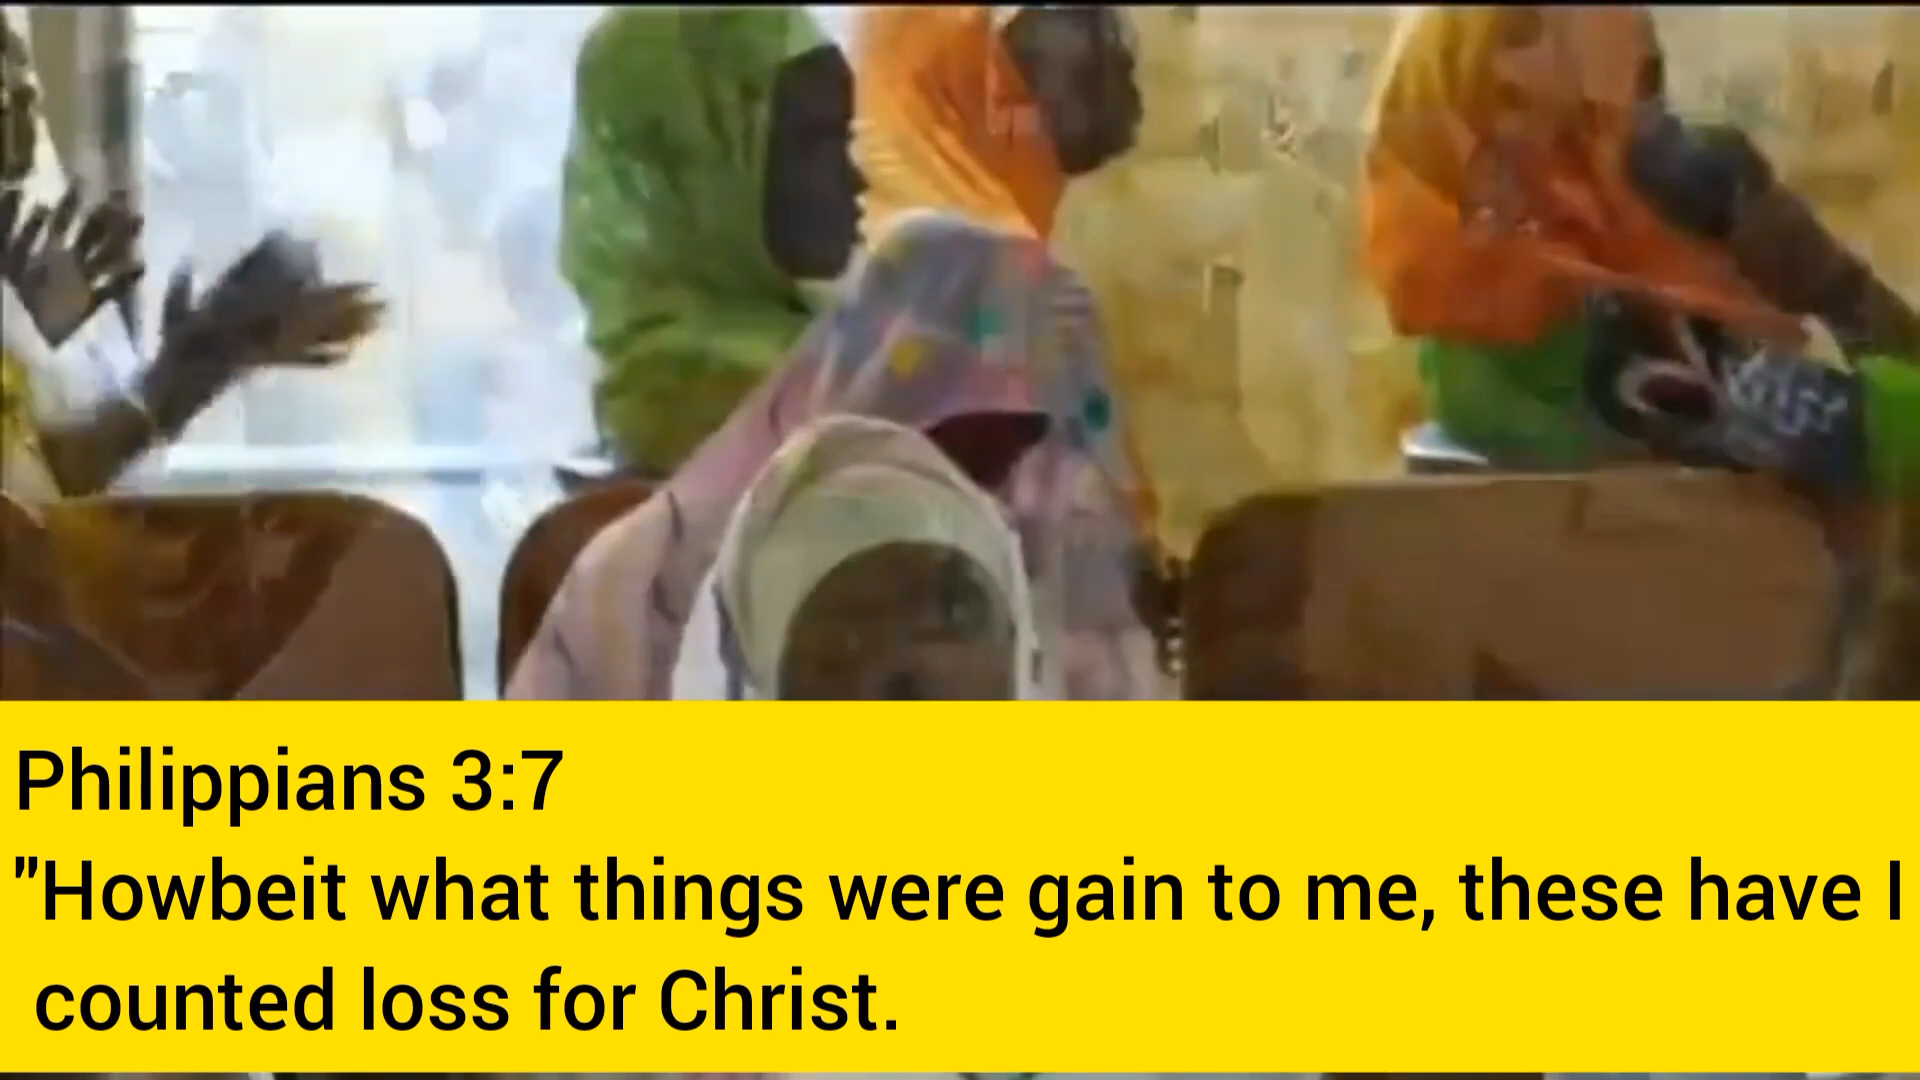 Philippians 3:7
"Howbeit what things were gain to me, these have I
counted loss for Christ.